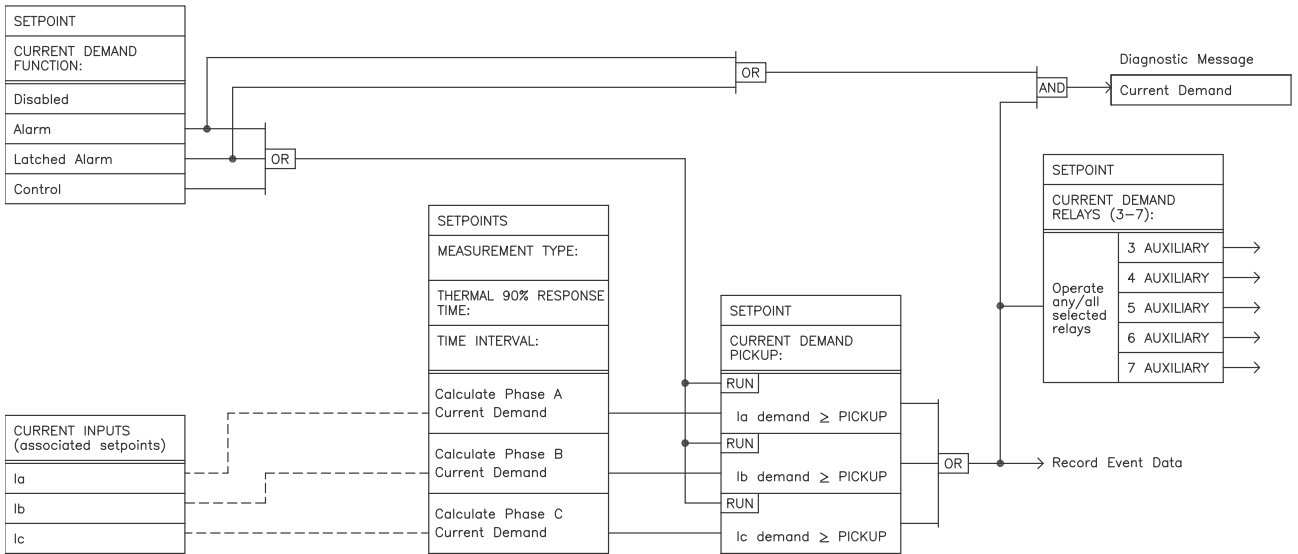 SETPOINT
CURRENT DEMAND
FUNCTION:
Disabled
Alarm
Latched Alarm
Control
OR
OR
AND
Diagnostic Message
Current Demand
SETPOINT
CURRENT DEMAND
RELAYS (3-7):
Operate
any/all
selected
relays
3 AUXILIARY
4 AUXILIARY
5 AUXILIARY
6 AUXILIARY
7 AUXILIARY
SETPOINTS
MEASUREMENT TYPE:
THERMAL 90% RESPONSE
TIME:
TIME INTERVAL:
Calculate Phase A
Current Demand
Calculate Phase B
Current Demand
Calculate Phase C
Current Demand
SETPOINT
CURRENT DEMAND
PICKUP:
RUN
Ia demand ≥ PICKUP
RUN
Ib demand ≥ PICKUP
RUN
Ic demand ≥ PICKUP
OR
Record Event Data
CURRENT INPUTS
(associated setpoints)
Ia
Ib
Ic